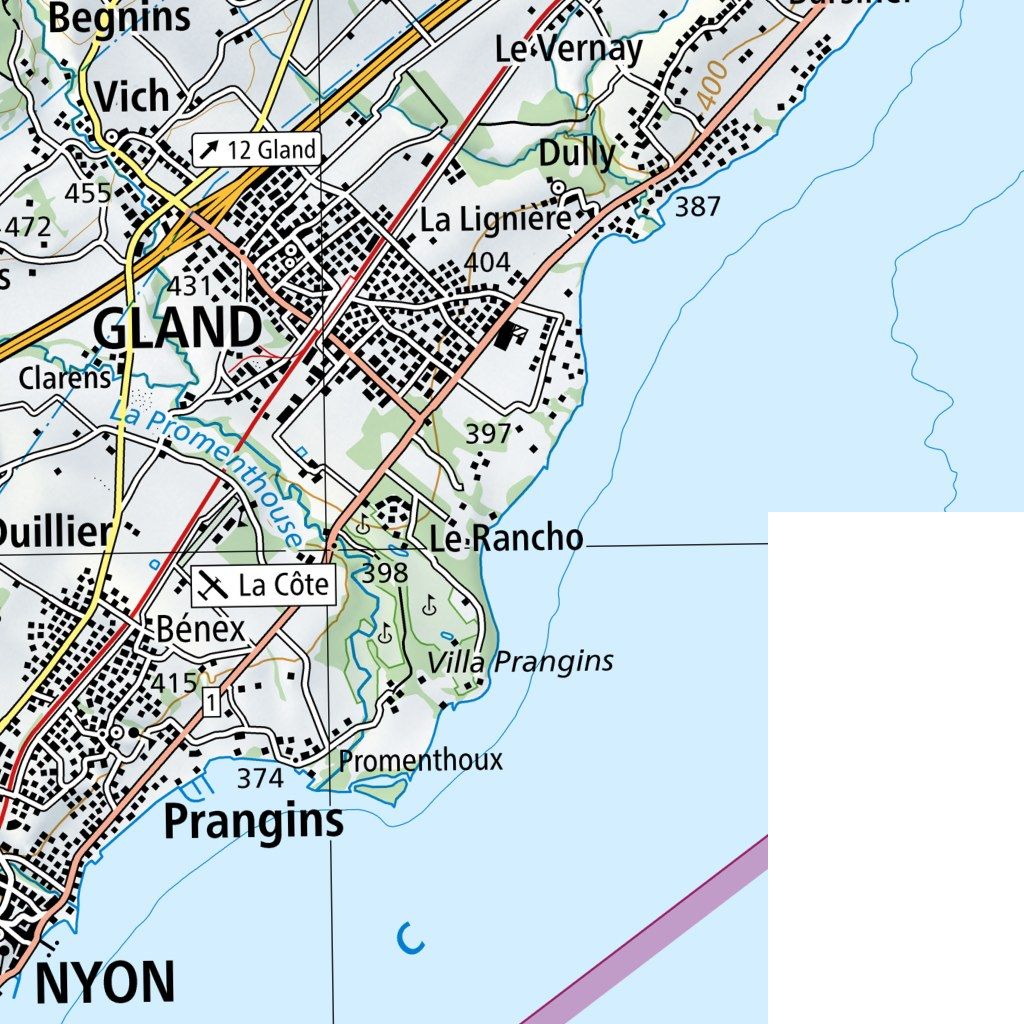 Begnins
Le Vernay
Vich
400
12 Gland
Dully
455
387
472
La Lignière
404
s
431
GLAND
Clarens
La Promenthouse
397
Duillier
Le Rancho
398
La Côte
Bénex
Villa Prangins
415
1
Promenthoux
374
Prangins
C
NYON